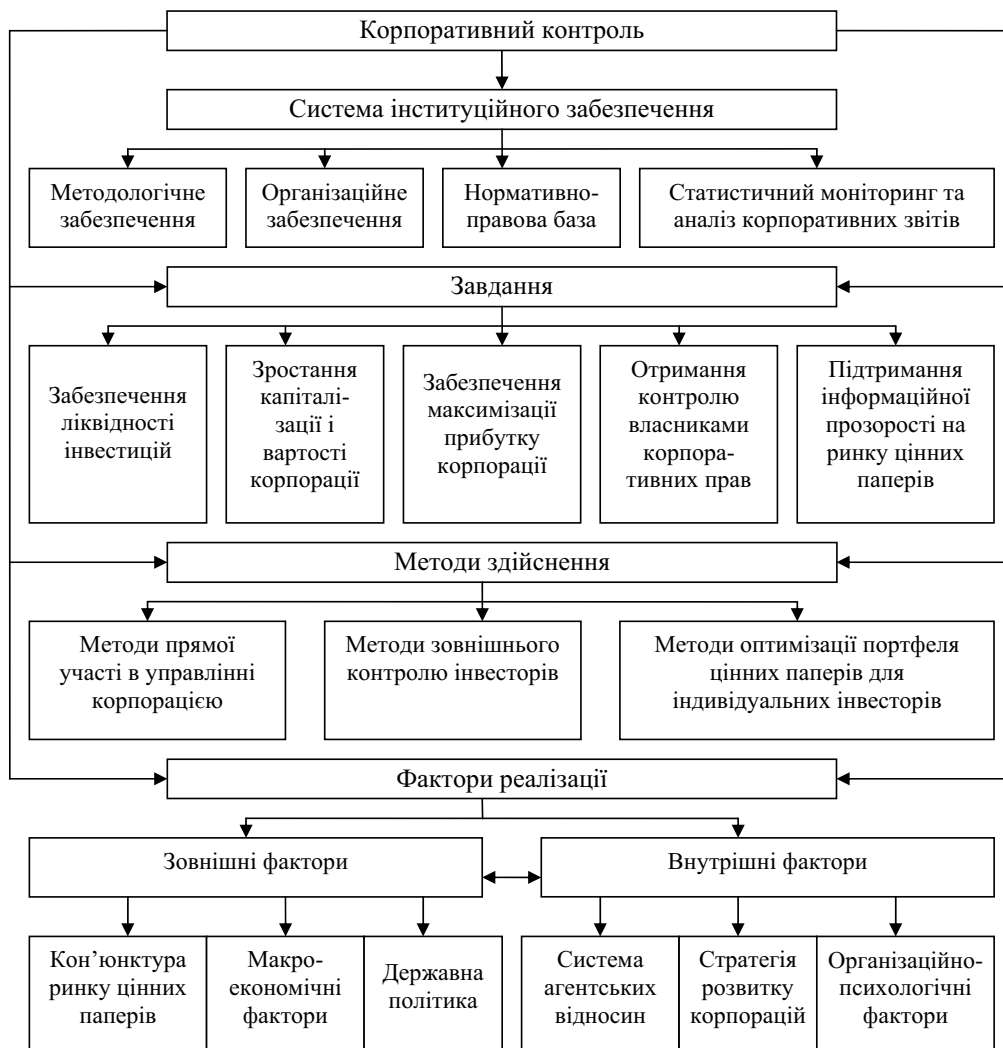 Корпоративний контроль
Система інституційного забезпечення
Методологічне
забезпечення
Організаційне
забезпечення
Нормативно-
правова база
Статистичний моніторинг та
аналіз корпоративних звітів
Завдання
Забезпечення
ліквідності
інвестицій
Зростання
капіталі-
зації і
вартості
корпорації
Забезпечення
максимізації
прибутку
корпорації
Отримання
контролю
власниками
корпора-
тивних прав
Підтримання
інформаційної
прозорості на
ринку цінних
паперів
Методи здійснення
Методи прямої
участі в управлінні
корпорацією
Методи зовнішнього
контролю інвесторів
Методи оптимізації портфеля
цінних паперів для
індивідуальних інвесторів
Фактори реалізації
Зовнішні фактори
Внутрішні фактори
Кон’юнктура
ринку цінних
паперів
Макро-
економічні
фактори
Державна
політика
Система
агентських
відносин
Стратегія
розвитку
корпорацій
Організаційно-
психологічні
фактори